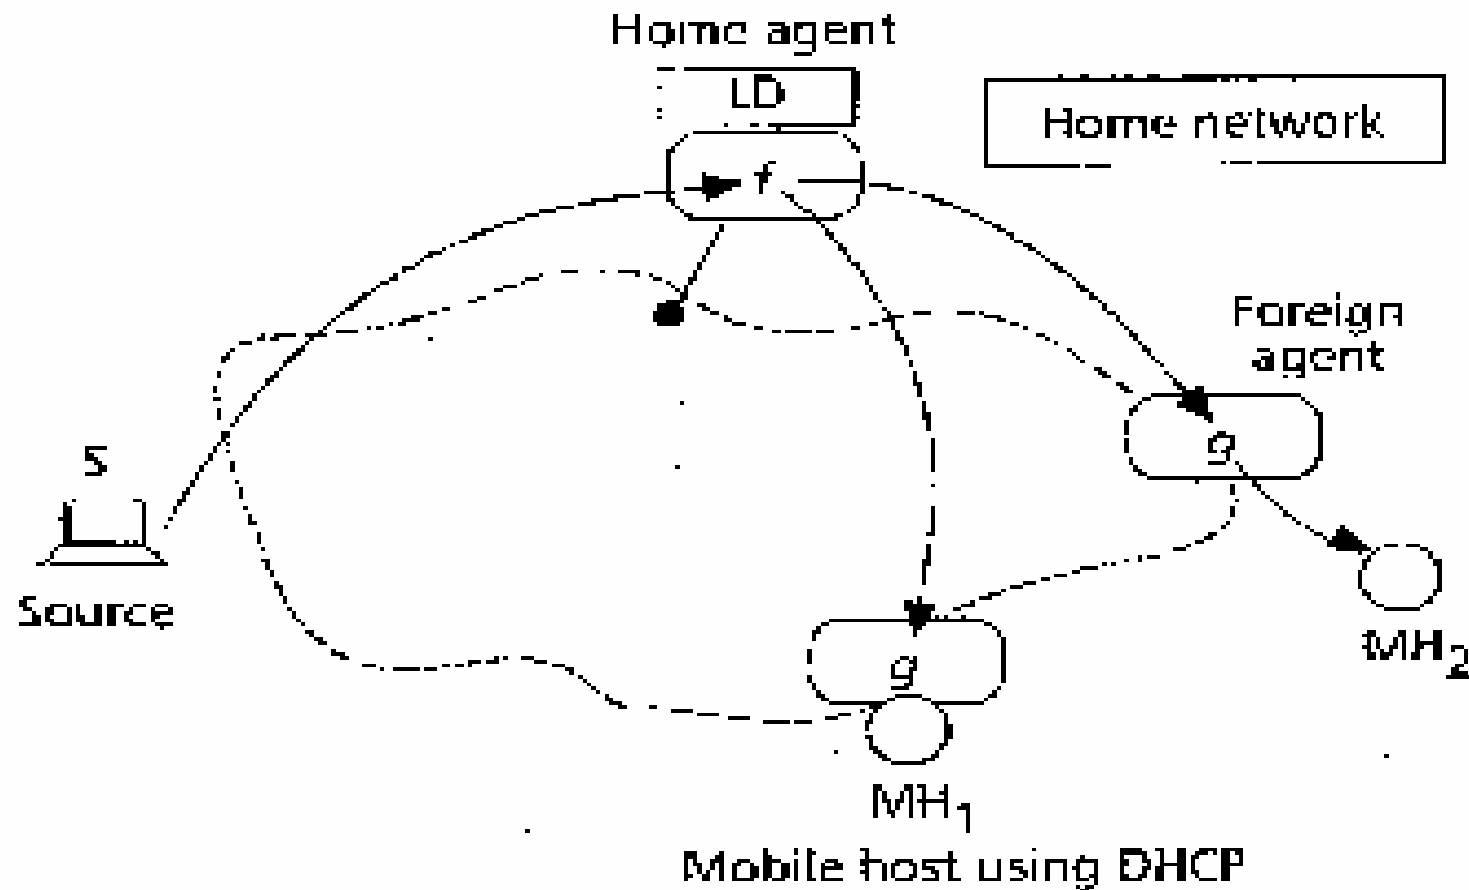 Home agent
LD
Home network
f
Foreign
agent
g
S
Source
MH2
g
MH1
Mobile host using DHCP